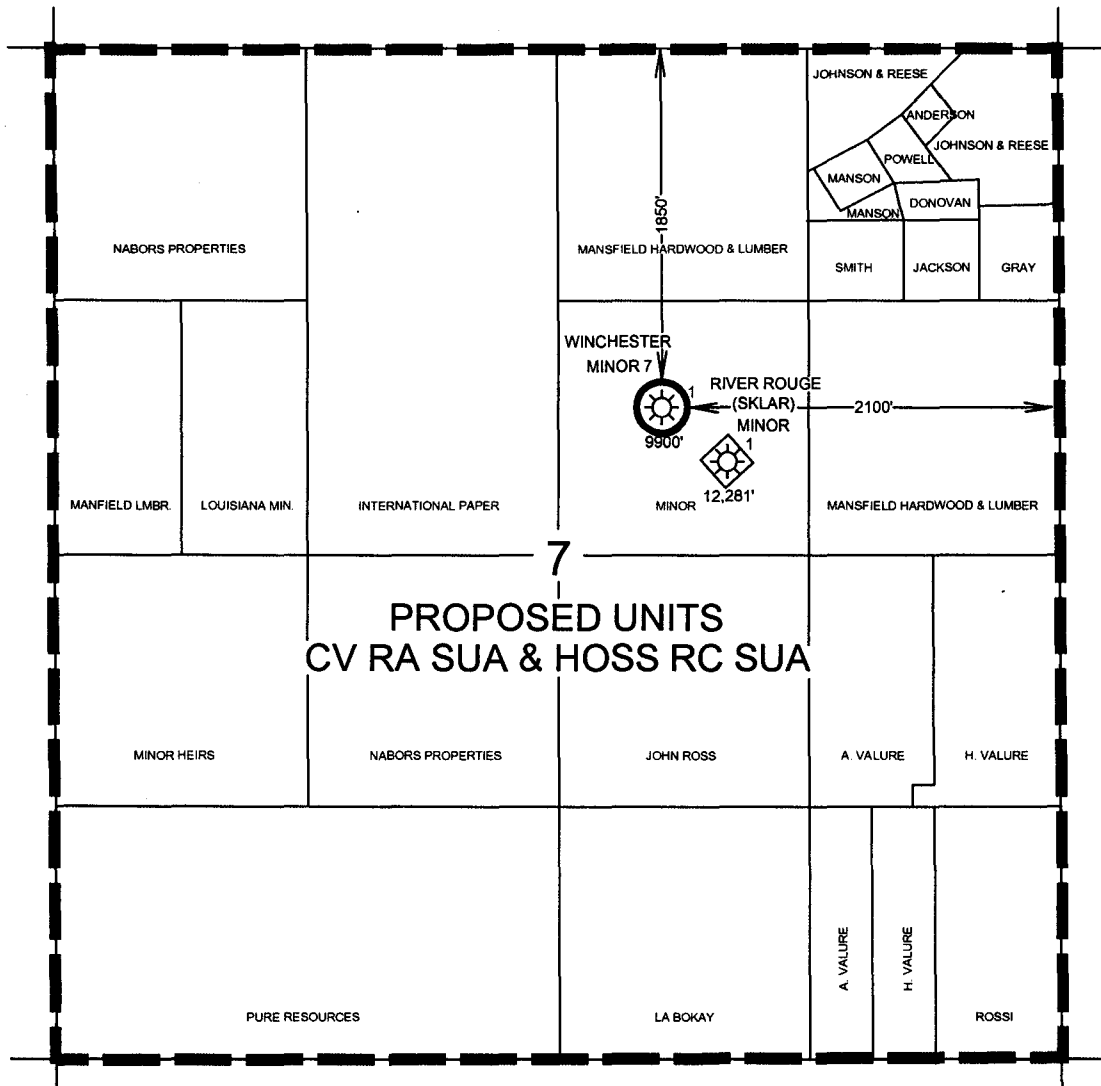 JOHNSON & REESE
ANDERSON
JOHNSON & REESE
POWELL
MANSON
DONOVAN
MANSON
1850'
NABORS PROPERTIES
MANSFIELD HARDWOOD & LUMBER
SMITH
JACKSON
GRAY
WINCHESTER
MINOR 7
1
RIVER ROUGE
(SKLAR)
MINOR
2100'
9900'
1
12,281'
MANFIELD LMBR.
LOUISIANA MIN.
INTERNATIONAL PAPER
MINOR
MANSFIELD HARDWOOD & LUMBER
7
PROPOSED UNITS
CV RA SUA & HOSS RC SUA
MINOR HEIRS
NABORS PROPERTIES
JOHN ROSS
A. VALURE
H. VALURE
A. VALURE
H. VALURE
PURE RESOURCES
LA BOKAY
ROSSI